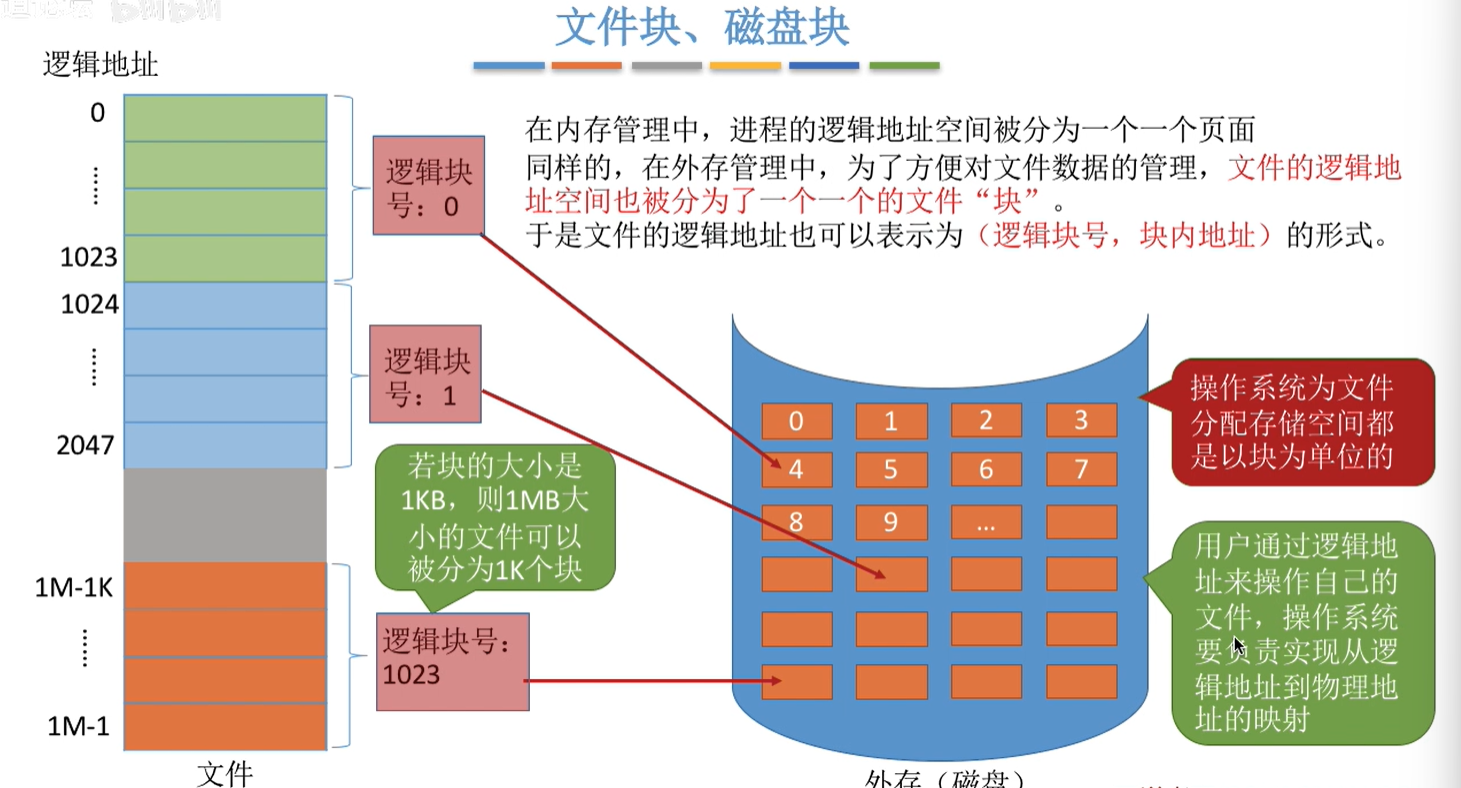 文件块、磁盘块
逻辑地址
0
……
1023
1024
……
2047
1M-1K
……
1M-1
文件
逻辑块
号：0
逻辑块
号：1
若块的大小是
1KB，则1MB大
小的文件可以
被分为1K个块
逻辑块号：
1023
在内存管理中，进程的逻辑地址空间被分为一个一个页面
同样的，在外存管理中，为了方便对文件数据的管理，文件的逻辑地
址空间也被分为了一个一个的文件“块”。
于是文件的逻辑地址也可以表示为（逻辑块号，块内地址）的形式。
0 1 2 3
4 5 6 7
8 9 ...
外存（磁盘）
操作系统为文件
分配存储空间都
是以块为单位的
用户通过逻辑地
址来操作自己的
文件，操作系统
要负责实现从逻
辑地址到物理地
址的映射